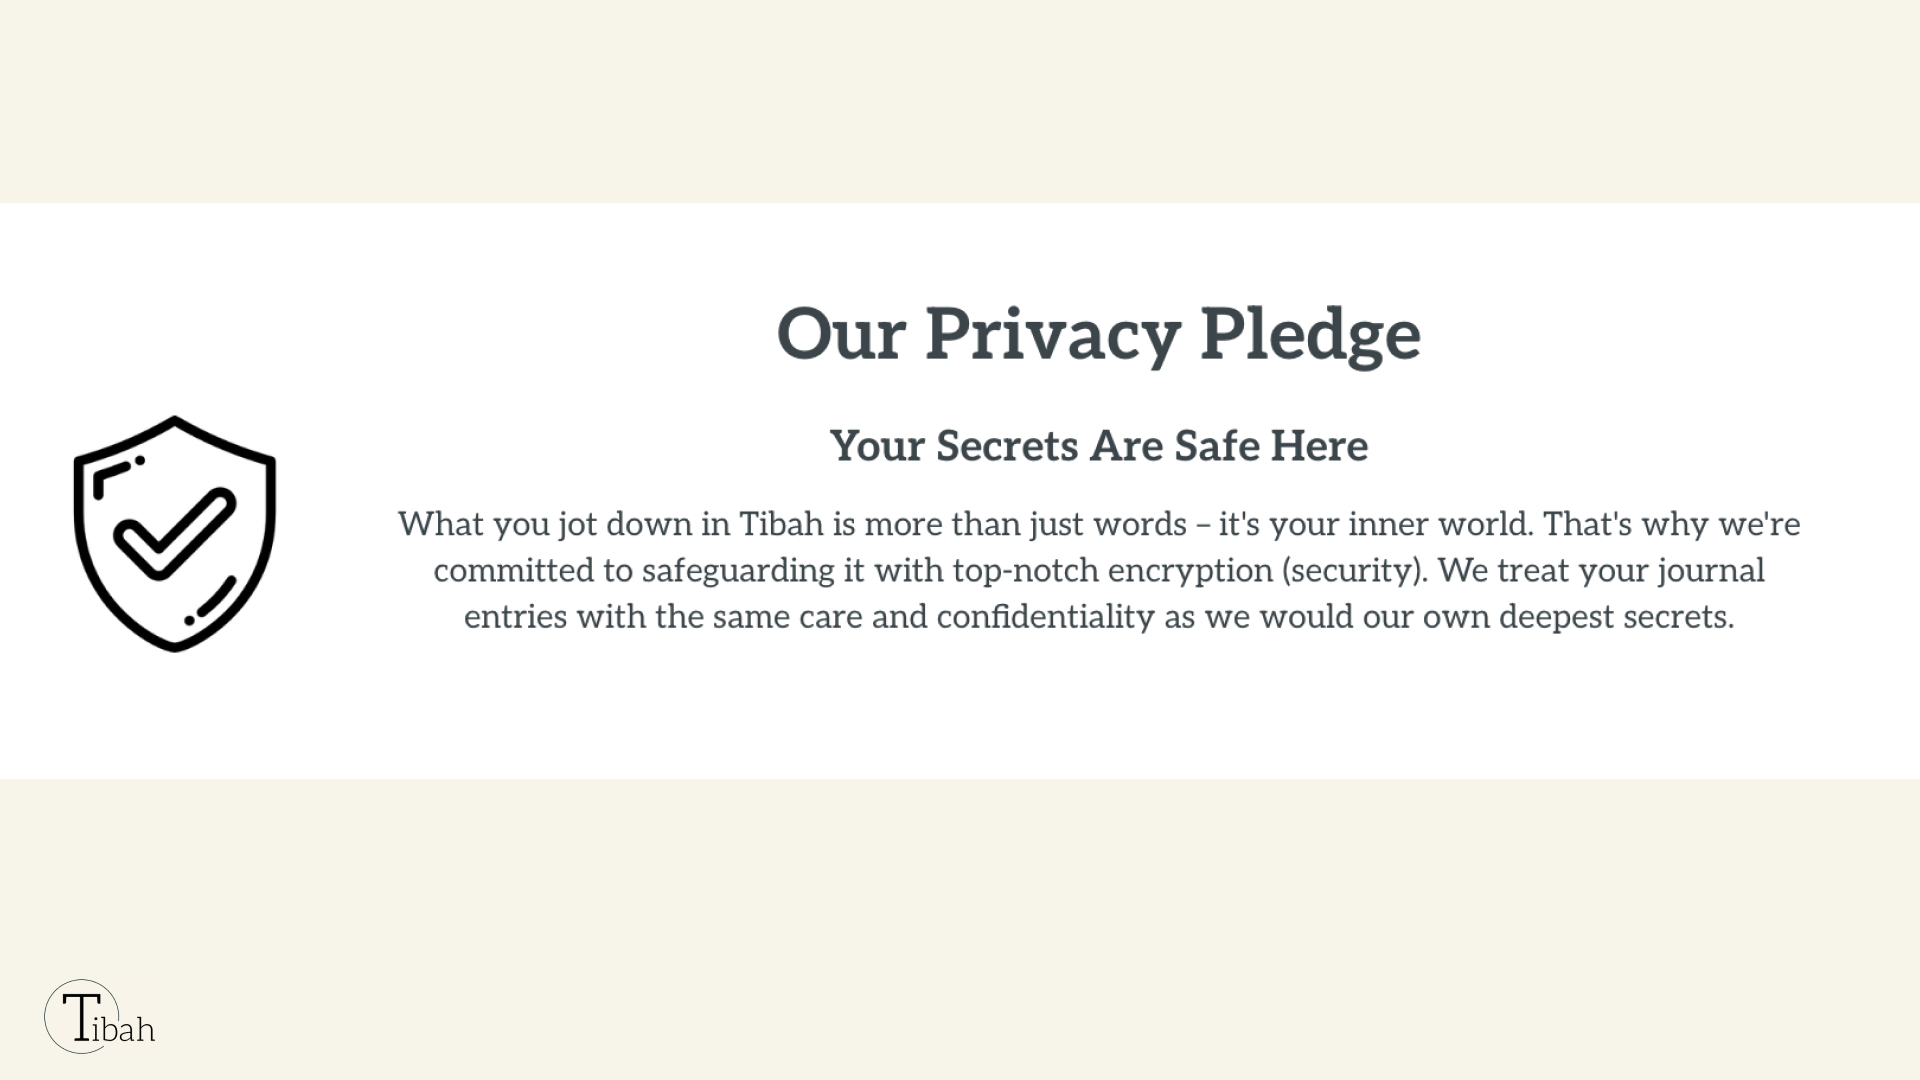 Our Privacy Pledge
Your Secrets Are Safe Here
What you jot down in Tibah is more than just words – it's your inner world. That's why we're
committed to safeguarding it with top-notch encryption (security). We treat your journal
entries with the same care and confidentiality as we would our own deepest secrets.
Tibah